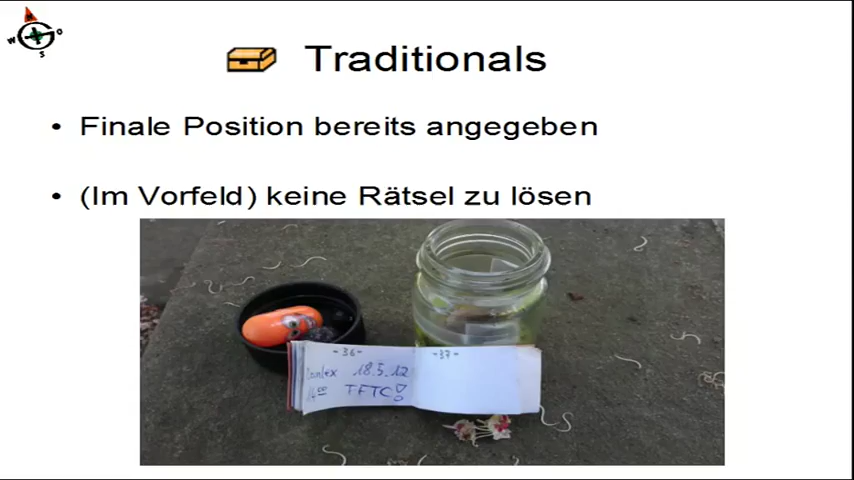 W O
S
Traditionals
• Finale Position bereits angegeben
• (Im Vorfeld) keine Rätsel zu lösen
-36- -37-
18.5.12
TFTC!